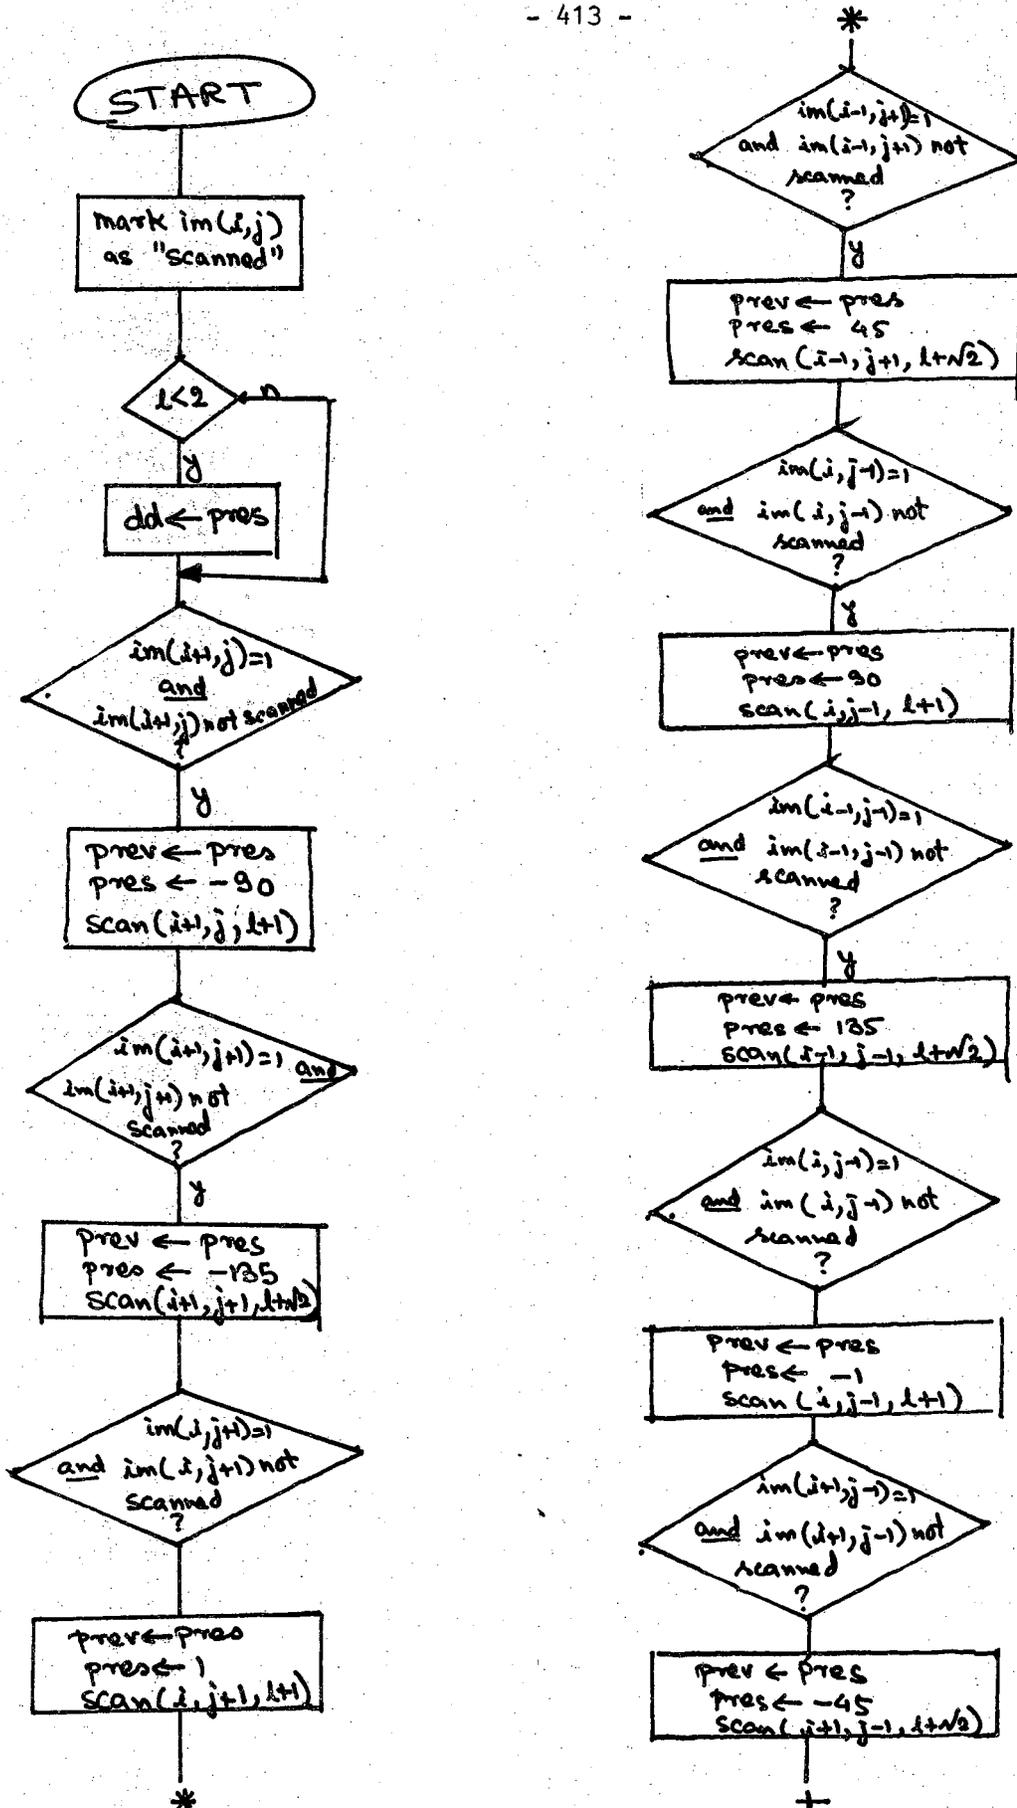 - 413 -
START
mark im(i,j)
as "scanned"
l<2
n
y
dd ← pres
im(i+1,j)=1
and
im(i+1,j) not scanned
?
y
prev ← pres
pres ← -90
scan(i+1,j,l+1)
im(i+1,j+1)=1 and
im(i+1,j+1) not
scanned
?
y
prev ← pres
pres ← -135
scan(i+1,j+1,l+√2)
im(i,j+1)=1
and im(i,j+1) not
scanned
?
prev ← pres
pres ← 1
scan(i,j+1,l+1)
*
*
im(i-1,j+1)=1
and im(i-1,j+1) not
scanned
?
y
prev ← pres
pres ← 45
scan(i-1,j+1,l+√2)
im(i,j-1)=1
and im(i,j-1) not
scanned
?
y
prev ← pres
pres ← 90
scan(i,j-1,l+1)
im(i-1,j-1)=1
and im(i-1,j-1) not
scanned
?
y
prev ← pres
pres ← 135
scan(i-1,j-1,l+√2)
im(i,j-1)=1
and im(i,j-1) not
scanned
?
prev ← pres
pres ← -1
scan(i,j-1,l+1)
im(i+1,j-1)=1
and im(i+1,j-1) not
scanned
?
prev ← pres
pres ← -45
scan(i+1,j-1,l+√2)
+